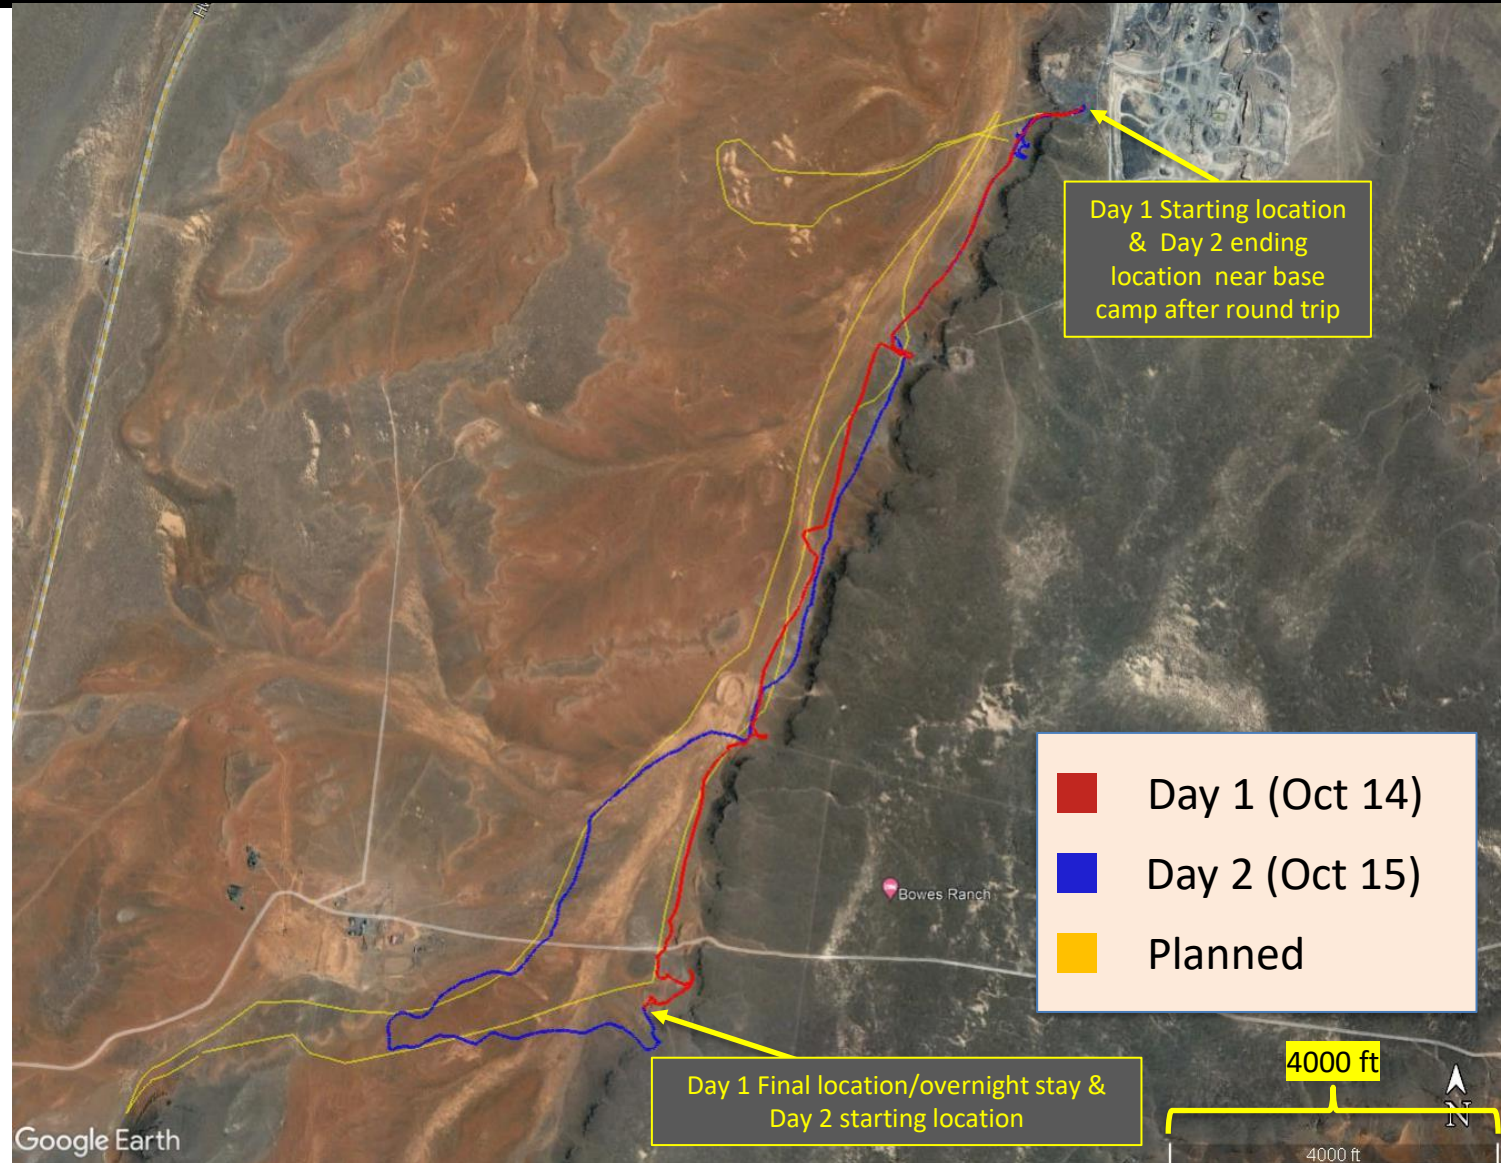 Day 1 Starting location
& Day 2 ending
location near base
camp after round trip
Day 1 (Oct 14)
Day 2 (Oct 15)
Planned
Bowes Ranch
Day 1 Final location/overnight stay &
Day 2 starting location
4000 ft
N
4000 ft
Google Earth